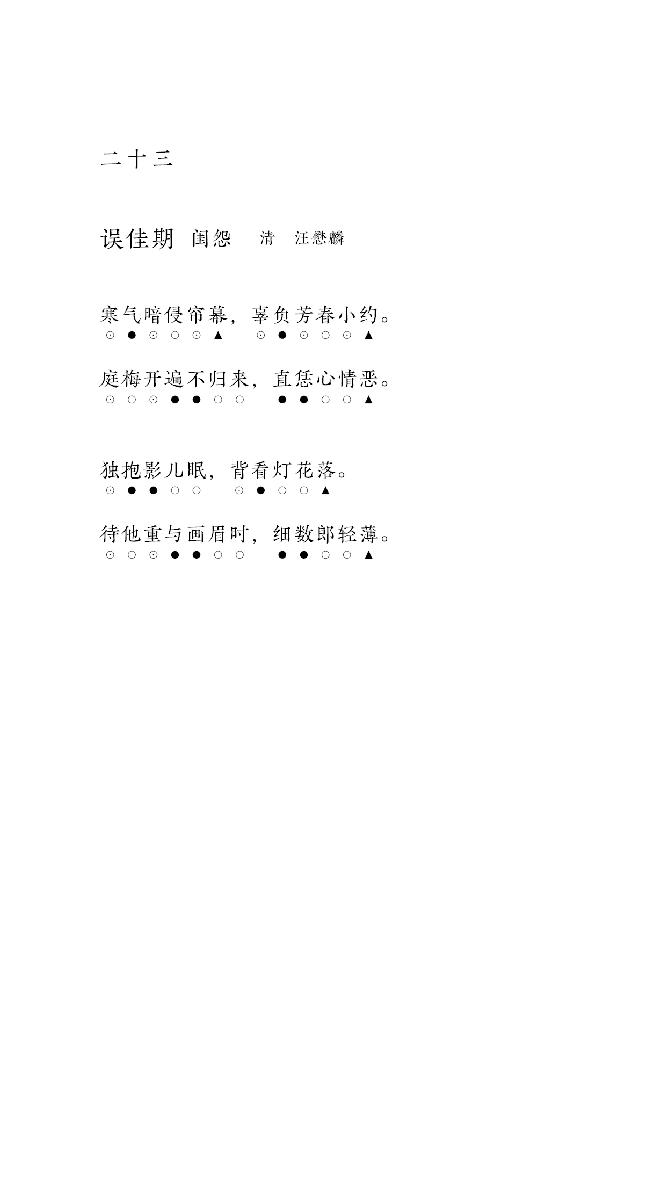 二十三
误佳期 闺怨 清 汪懋麟
寒气暗侵帘幕，辜负芳春小约。
⊙●⊙○⊙▲ ⊙●○⊙⊙▲
庭梅开遍不归来，直恁心情恶。
⊙○⊙●●○○ ●●○○▲
独抱影儿眠，背看灯花落。
⊙●●○○ ⊙●○○▲
待他重与画眉时，细数郎轻薄。
⊙○⊙●●○○ ●●○○▲